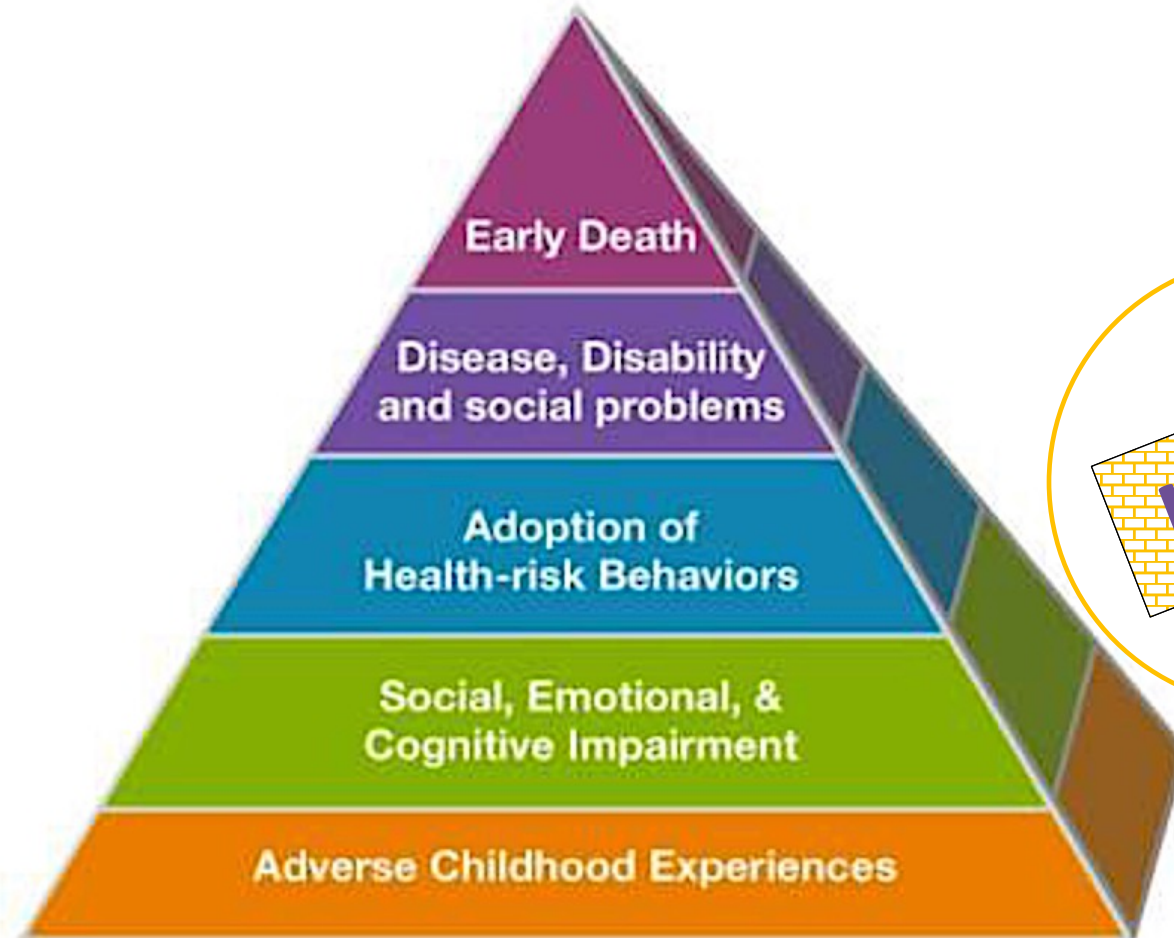 Early Death
Disease, Disability
and social problems
Adoption of
Health-risk Behaviors
Social, Emotional, &
Cognitive Impairment
Adverse Childhood Experiences